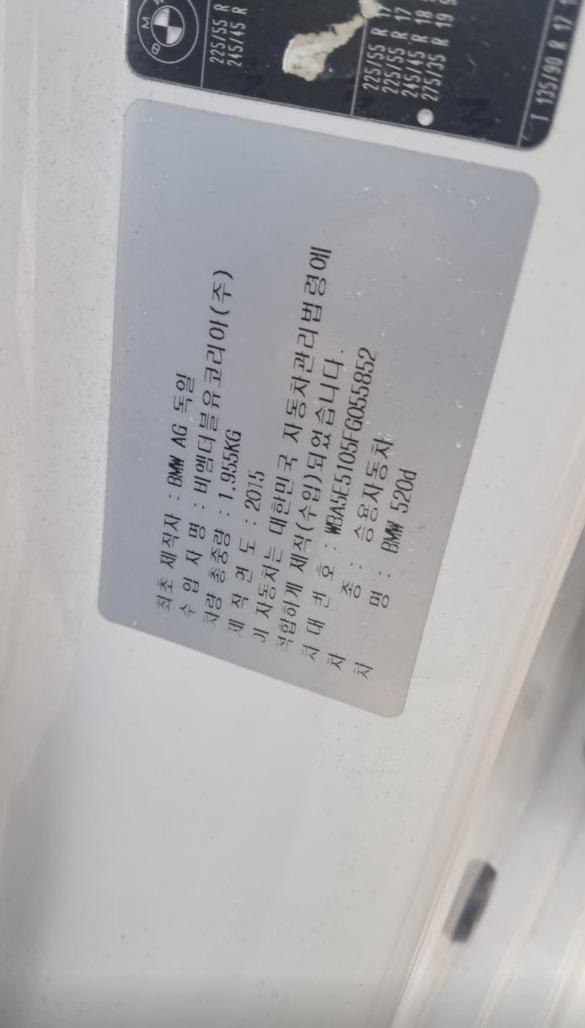 BMW
225/55 R
245/45 R
225/55 R 17
225/55 R 17
245/45 R 18
275/35 R 19
T 135/90 R 17
최초 제작자 : BMW AG 독일
수 입 자 명 : 비엠더블유코리아(주)
차량 총중량 : 1,955KG
제 작 연 도 : 2015
이 자동차는 대한민국 자동차관리법령에
적합하게 제작(수입)되었습니다.
차 대 번 호 : WBA5E5105FG055852
차 종 : 승용자동차
차 명 : BMW 520d